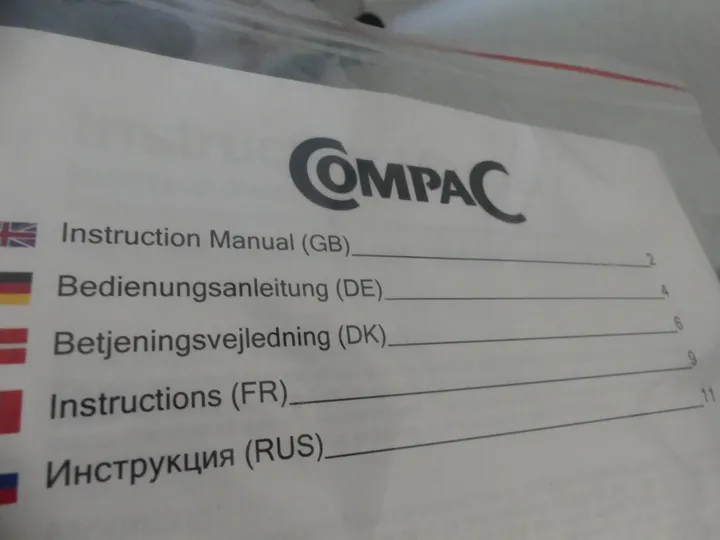 COMPAC
Instruction Manual (GB) 2
Bedienungsanleitung (DE) 4
Betjeningsvejledning (DK) 6
Instructions (FR) 9
Инструкция (RUS) 11